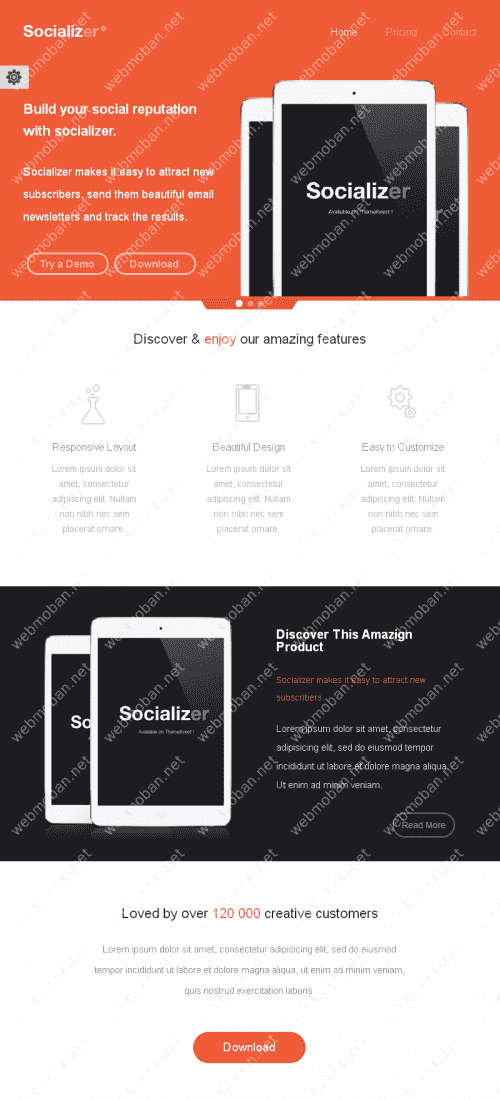 Socializer®
Home Pricing Contact
Build your social reputation
with socializer.
Socializer makes it easy to attract new
subscribers, send them beautiful email
newsletters and track the results.
Try a Demo Download
Socializer
Available on Themeforest !
Discover & enjoy our amazing features
Responsive Layout
Lorem ipsum dolor sit
amet, consectetur
adipiscing elit. Nullam
non nibh nec sem
placerat ornare.
Beautiful Design
Lorem ipsum dolor sit
amet, consectetur
adipiscing elit. Nullam
non nibh nec sem
placerat ornare.
Easy to Customize
Lorem ipsum dolor sit
amet, consectetur
adipiscing elit. Nullam
non nibh nec sem
placerat ornare.
So
Socializer
Available on Themeforest !
Discover This Amazign
Product
Socializer makes it Easy to attract new
subscribers.
Lorem ipsum dolor sit amet, consectetur
adipisicing elit, sed do eiusmod tempor
incididunt ut labore et dolore magna aliqua.
Ut enim ad minim veniam.
Read More
Loved by over 120 000 creative customers
Lorem ipsum dolor sit amet, consectetur adipisicing elit, sed do eiusmod
tempor incididunt ut labore et dolore magna aliqua, ut enim ad minim veniam,
quis nostrud exercitation laboris.
Download
webmoban.net